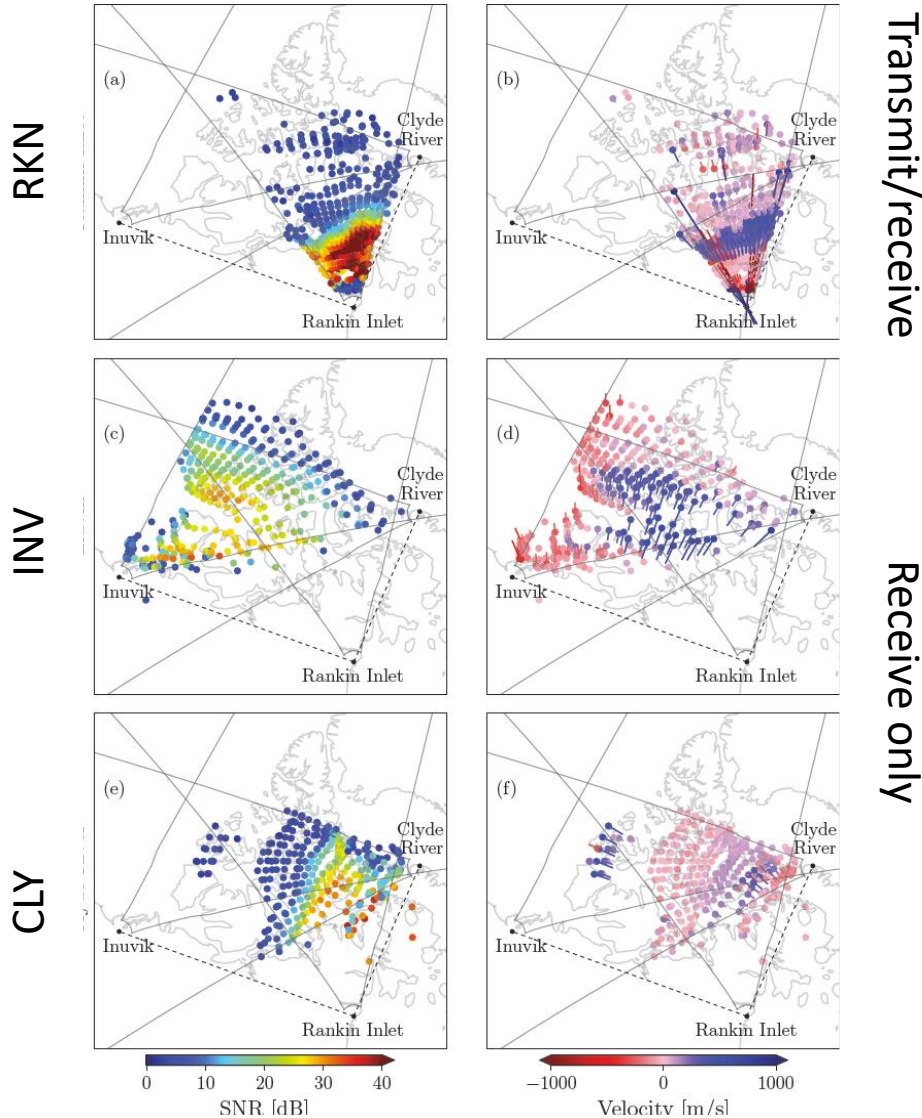 RKN
INV
CLY
Transmit/receive
Receive only
(a)
Clyde
River
Inuvik
Rankin Inlet
(b)
Clyde
River
Inuvik
Rankin Inlet
(c)
Clyde
River
Inuvik
Rankin Inlet
(d)
Clyde
River
Inuvik
Rankin Inlet
(e)
Clyde
River
Inuvik
Rankin Inlet
(f)
Clyde
River
Inuvik
Rankin Inlet
0 10 20 30 40
SNR [dB]
−1000 0 1000
Velocity [m/s]